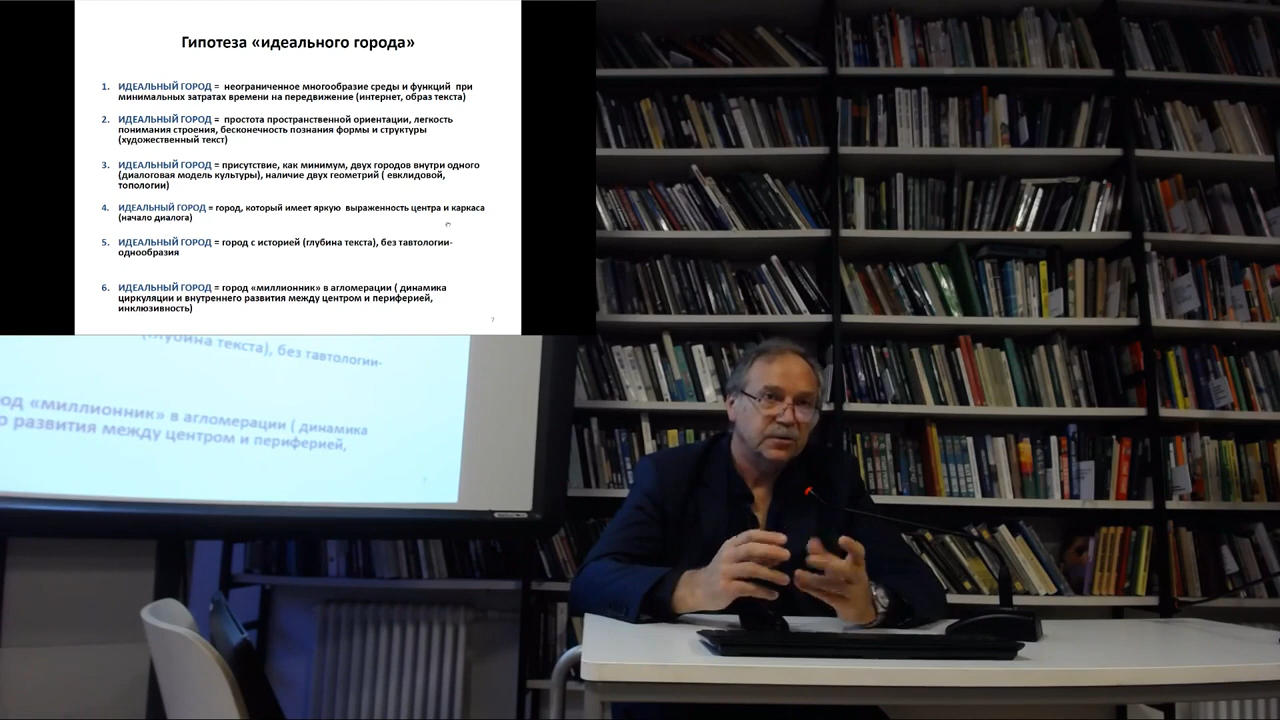 Гипотеза «идеального города»
1. ИДЕАЛЬНЫЙ ГОРОД = неограниченное многообразие среды и функций при
минимальных затратах времени на передвижение (интернет, образ текста)
2. ИДЕАЛЬНЫЙ ГОРОД = простота пространственной ориентации, легкость
понимания строения, бесконечность познания формы и структуры
(художественный текст)
3. ИДЕАЛЬНЫЙ ГОРОД = присутствие, как минимум, двух городов внутри одного
(диалоговая модель культуры), наличие двух геометрий ( евклидовой,
топологии)
4. ИДЕАЛЬНЫЙ ГОРОД = город, который имеет яркую выраженность центра и каркаса
(начало диалога)
5. ИДЕАЛЬНЫЙ ГОРОД = город с историей (глубина текста), без тавтологии-
однообразия
6. ИДЕАЛЬНЫЙ ГОРОД = город «миллионник» в агломерации ( динамика
циркуляции и внутреннего развития между центром и периферией,
инклюзивность)
7
(глубина текста), без тавтологии-
од «миллионник» в агломерации ( динамика
о развития между центром и периферией,
7